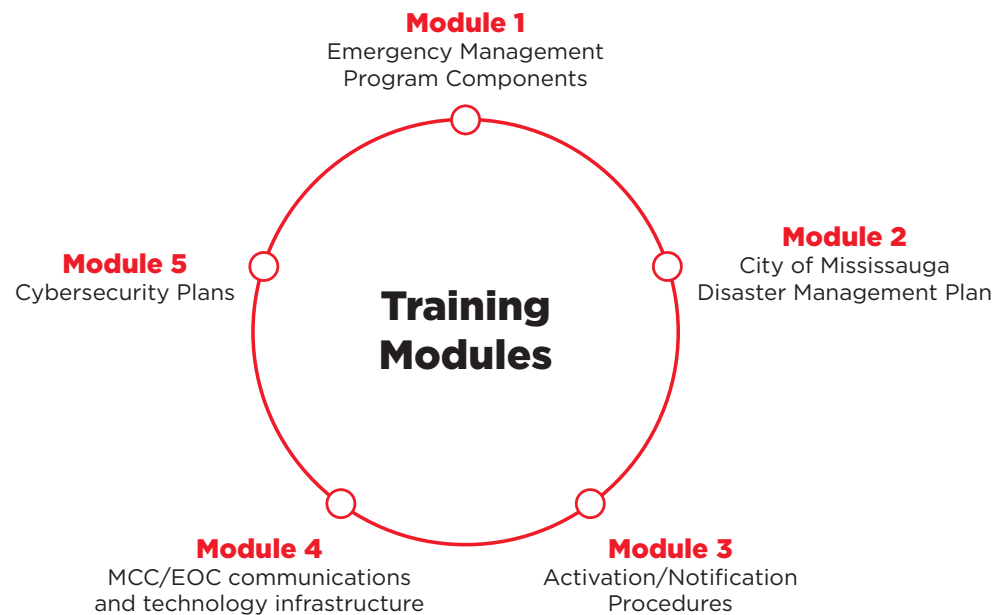 Module 1
Emergency Management
Program Components
Module 2
City of Mississauga
Disaster Management Plan
Module 5
Cybersecurity Plans
Training
Modules
Module 3
Activation/Notification
Procedures
Module 4
MCC/EOC communications
and technology infrastructure